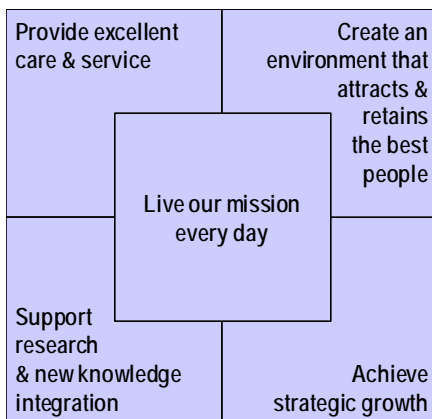 Provide excellent
care & service
Create an
environment that
attracts &
retains
the best
people
Live our mission
every day
Support
research
& new knowledge
integration
Achieve
strategic growth